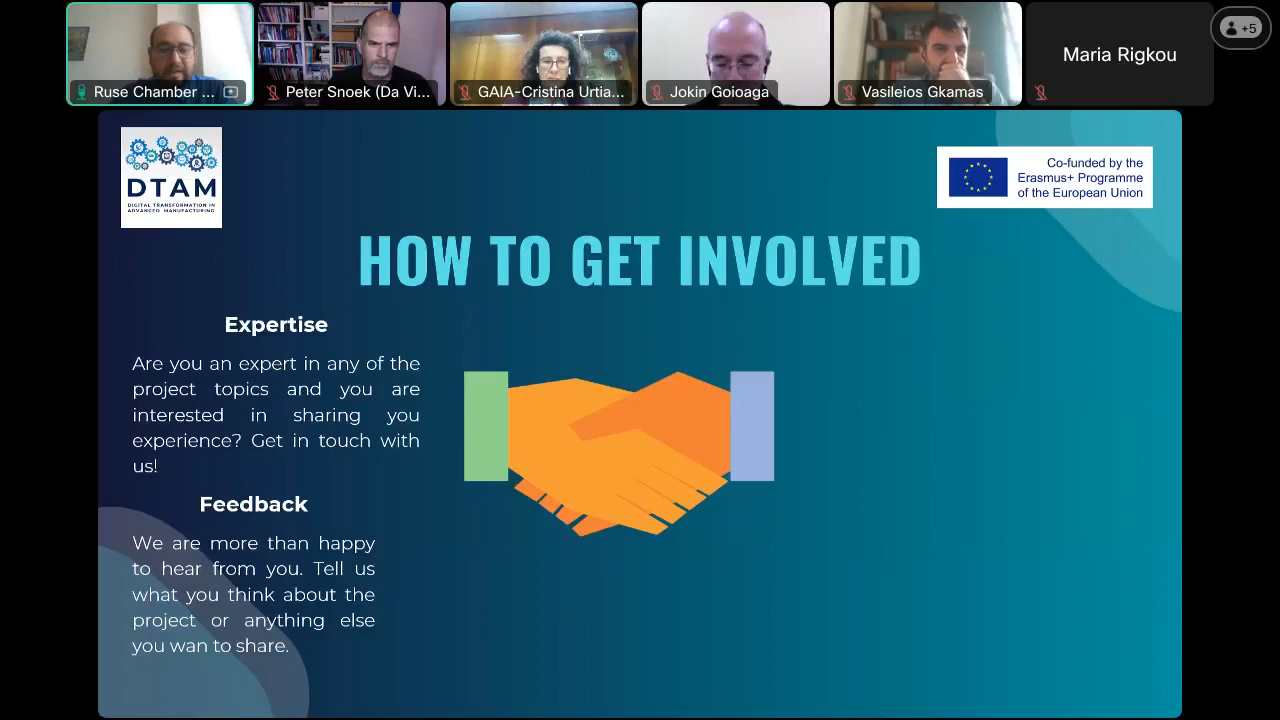 Ruse Chamber ...
Peter Snoek (Da Vi...
GAIA-Cristina Urtia...
Jokin Goioaga
Vasileios Gkamas
Maria Rigkou
+5
DTAM
DIGITAL TRANSFORMATION IN
ADVANCED MANUFACTURING
Co-funded by the
Erasmus+ Programme
of the European Union
HOW TO GET INVOLVED
Expertise
Are you an expert in any of the
project topics and you are
interested in sharing you
experience? Get in touch with
us!
Feedback
We are more than happy
to hear from you. Tell us
what you think about the
project or anything else
you wan to share.